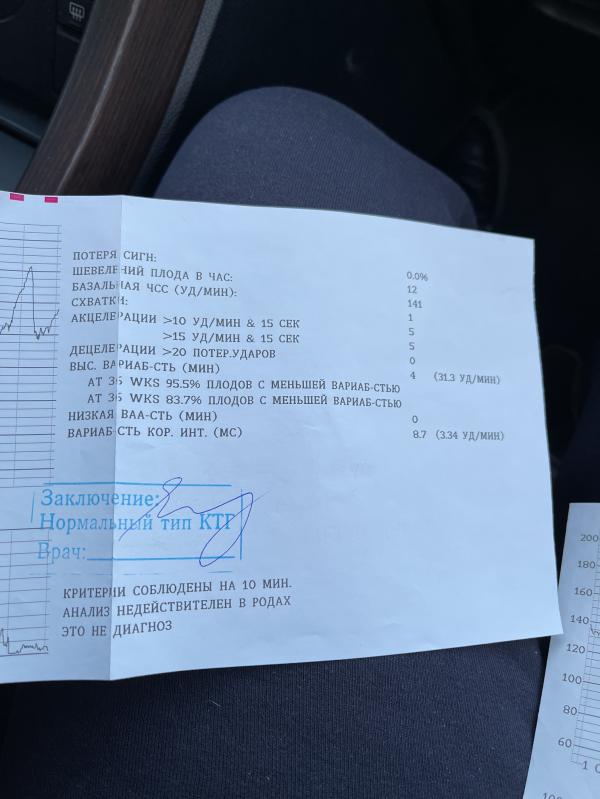 ПОТЕРЯ СИГН: 0.0%
ШЕВЕЛЕНИЙ ПЛОДА В ЧАС: 12
БАЗАЛЬНАЯ ЧСС (УД/МИН): 141
СХВАТКИ: 1
АКЦЕЛЕРАЦИИ >10 УД/МИН & 15 СЕК 5
>15 УД/МИН & 15 СЕК 5
ДЕЦЕЛЕРАЦИИ >20 ПОТЕР.УДАРОВ 0
ВЫС. ВАРИАБ-СТЬ (МИН) 4 (31.3 УД/МИН)
AT 36 WKS 95.5% ПЛОДОВ С МЕНЬШЕЙ ВАРИАБ-СТЬЮ
AT 36 WKS 83.7% ПЛОДОВ С МЕНЬШЕЙ ВАРИАБ-СТЬЮ
НИЗКАЯ ВАА-СТЬ (МИН) 0
ВАРИАБ-СТЬ КОР. ИНТ. (МС) 8.7 (3.34 УД/МИН)
Заключение:
Нормальный тип КТГ
Врач:
КРИТЕРИИ СОБЛЮДЕНЫ НА 10 МИН.
АНАЛИЗ НЕДЕЙСТВИТЕЛЕН В РОДАХ
ЭТО НЕ ДИАГНОЗ
200
180
160
140
120
100
80
60